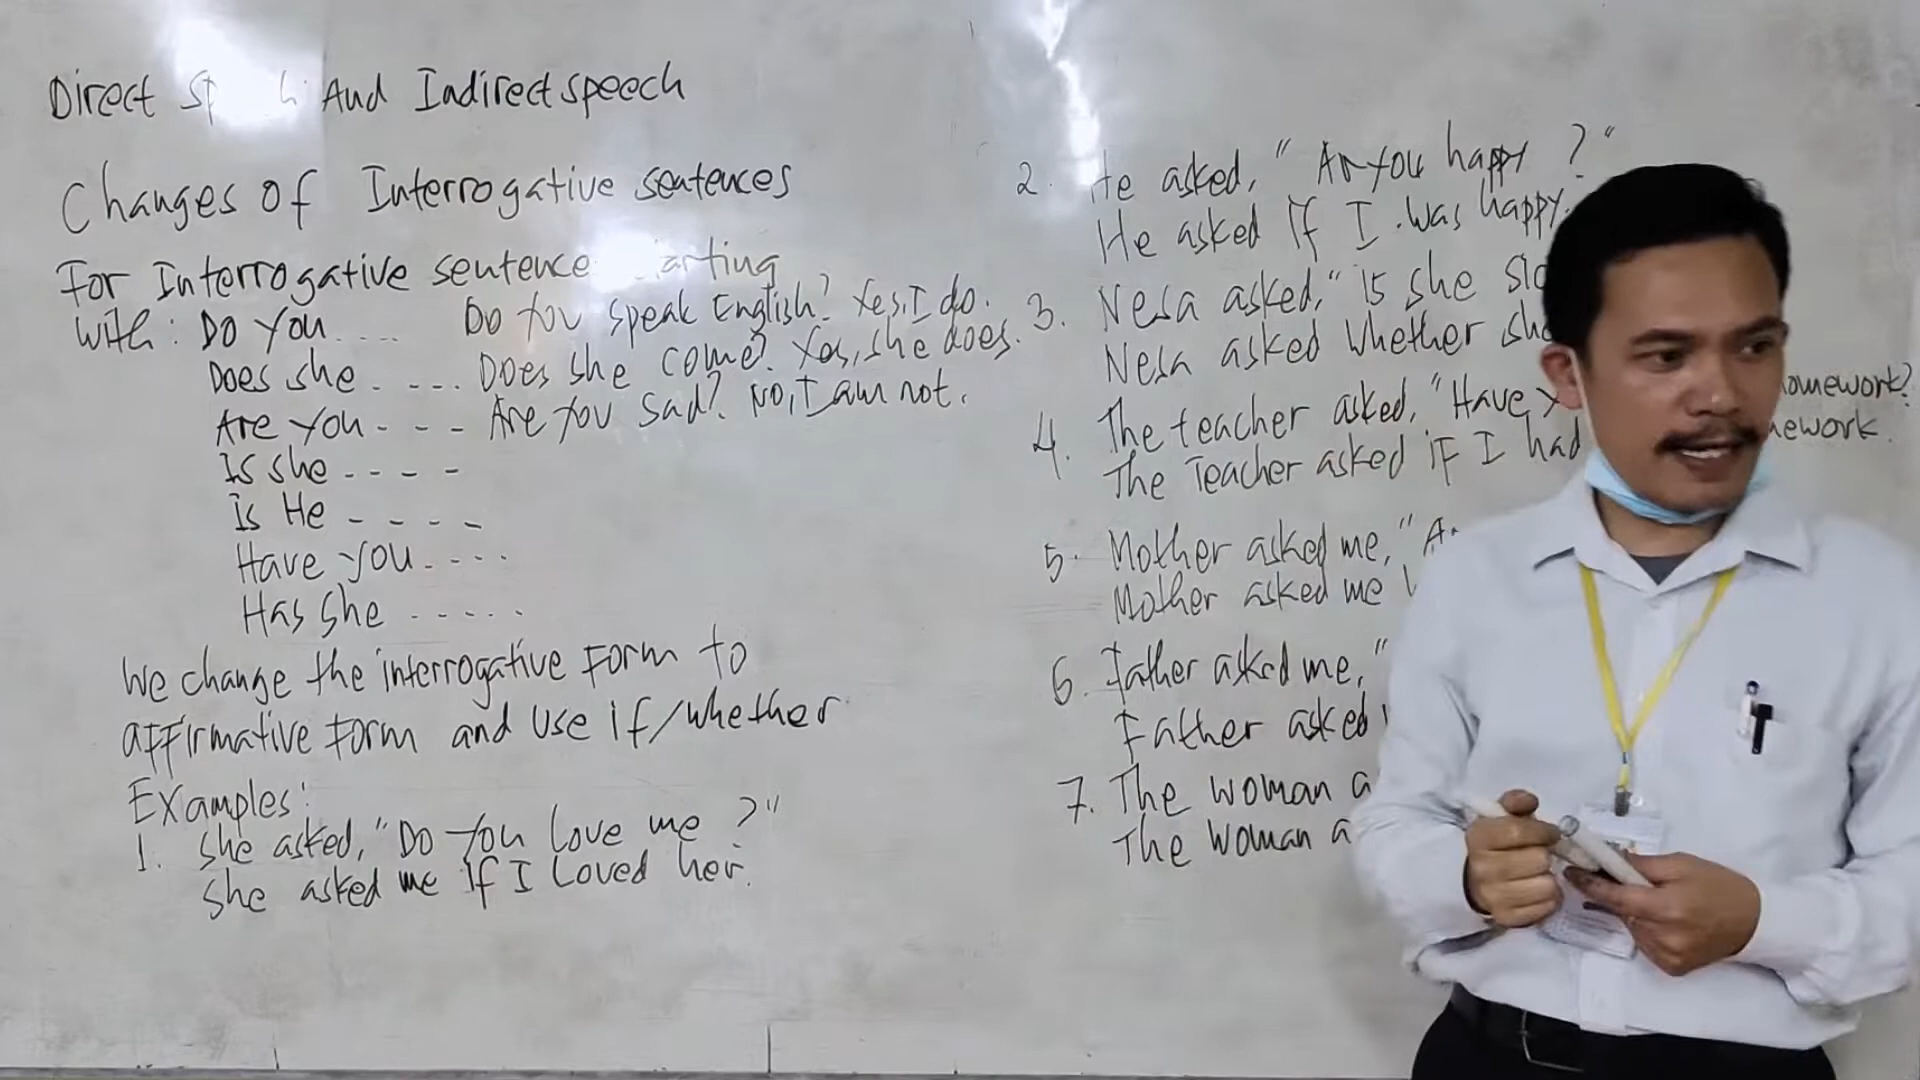 Direct And Indirect speech
Changes of Interrogative sentences
For Interrogative sentence
with: Do you .... Do you speak English? Yes, I do.
Does she - --- Does she come? Yes, she does.
Are you - - - Are you sad? No, I am not.
Is she - - - -
is He - - - -
Have you ....
Has she .....
We change the interrogative form to
affirmative form and use if/whether
Examples:
1. she asked, "Do you love me ?"
she asked me if I Loved her.
2. He asked, " you happy ?"
He asked if I was happy.
3. Nesa asked, "is she
Nesa asked whether
4. The teacher asked, "Have homework?
The Teacher asked if I had
5. Mother asked me, "
Mother asked me
6. Father asked me, "
Father asked
7. The woman
The woman